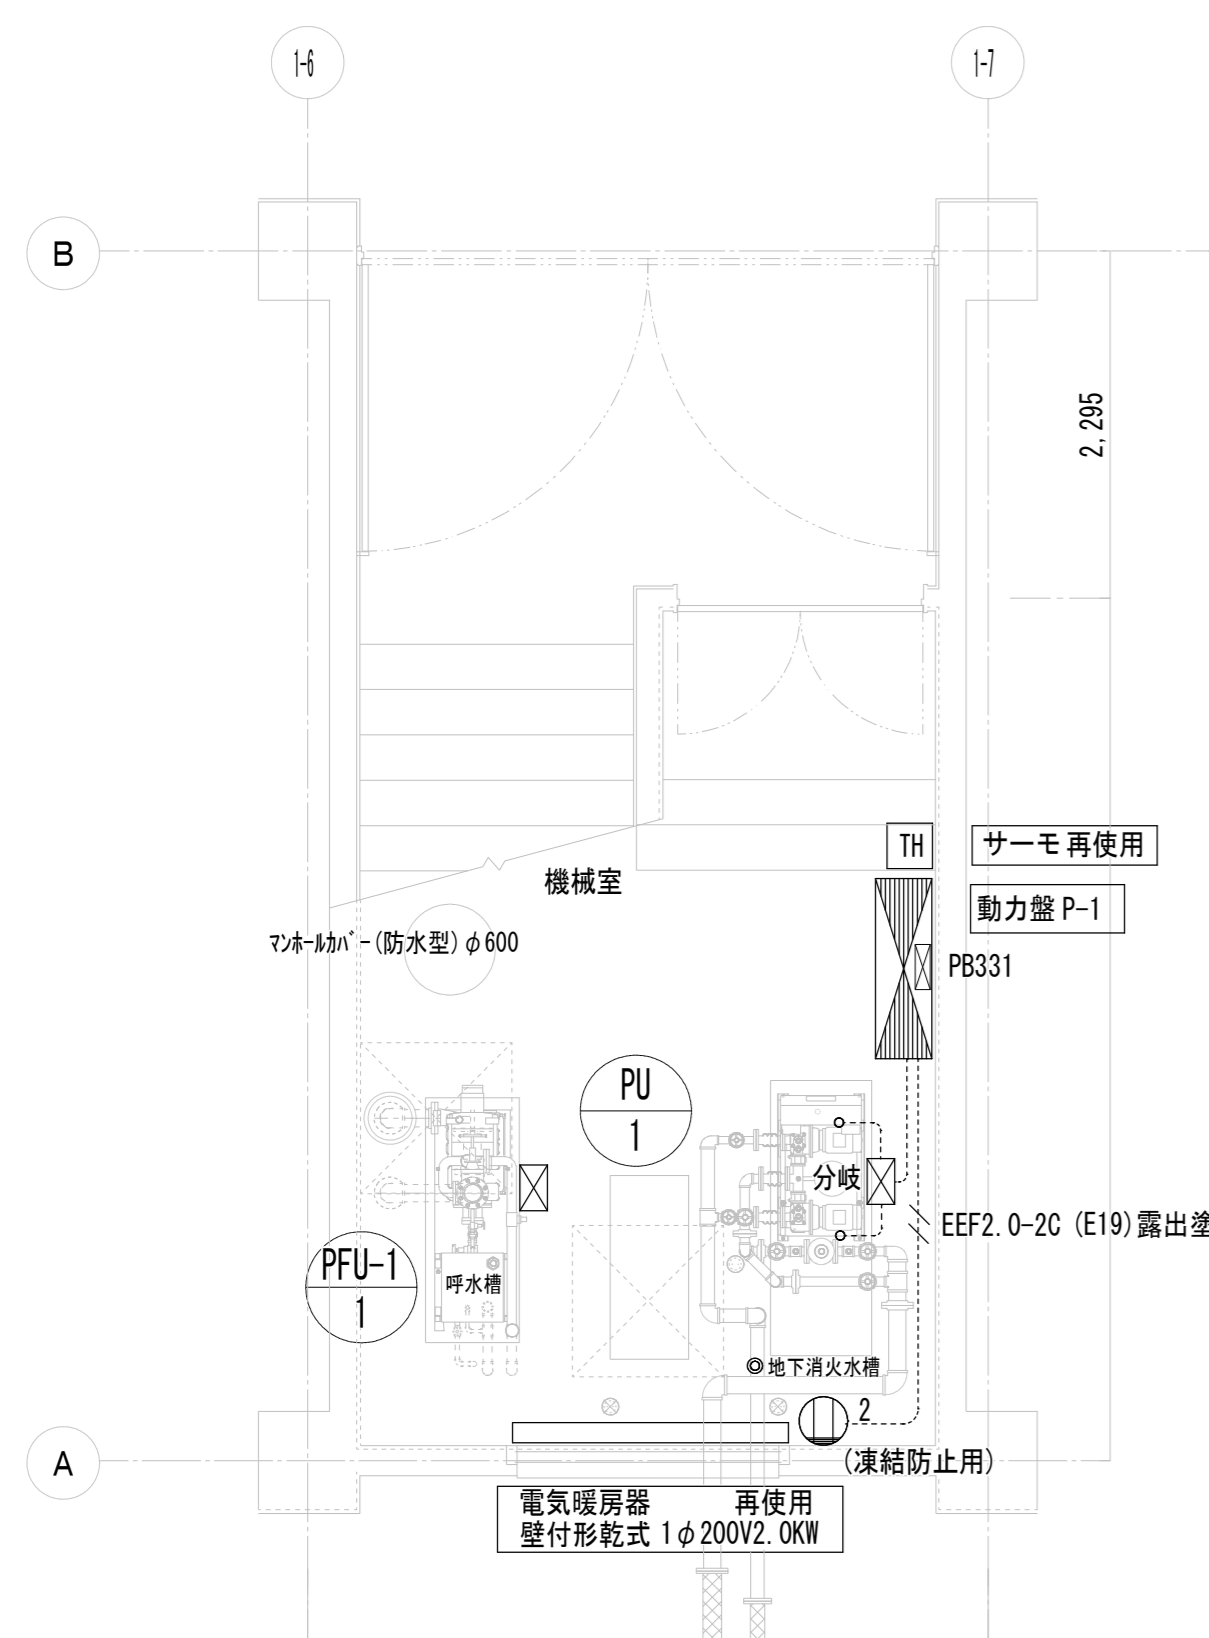 1-6
1-7
B
2,295
TH
サーモ 再使用
機械室
動力盤 P-1
マンホールカバー(防水型)φ600
PB331
PU
1
分岐
EEF2.0-2C (E19)露出塗
PFU-1
1
呼水槽
地下消火水槽
2
A
(凍結防止用)
電気暖房器 再使用
壁付形乾式 1φ200V2.0KW